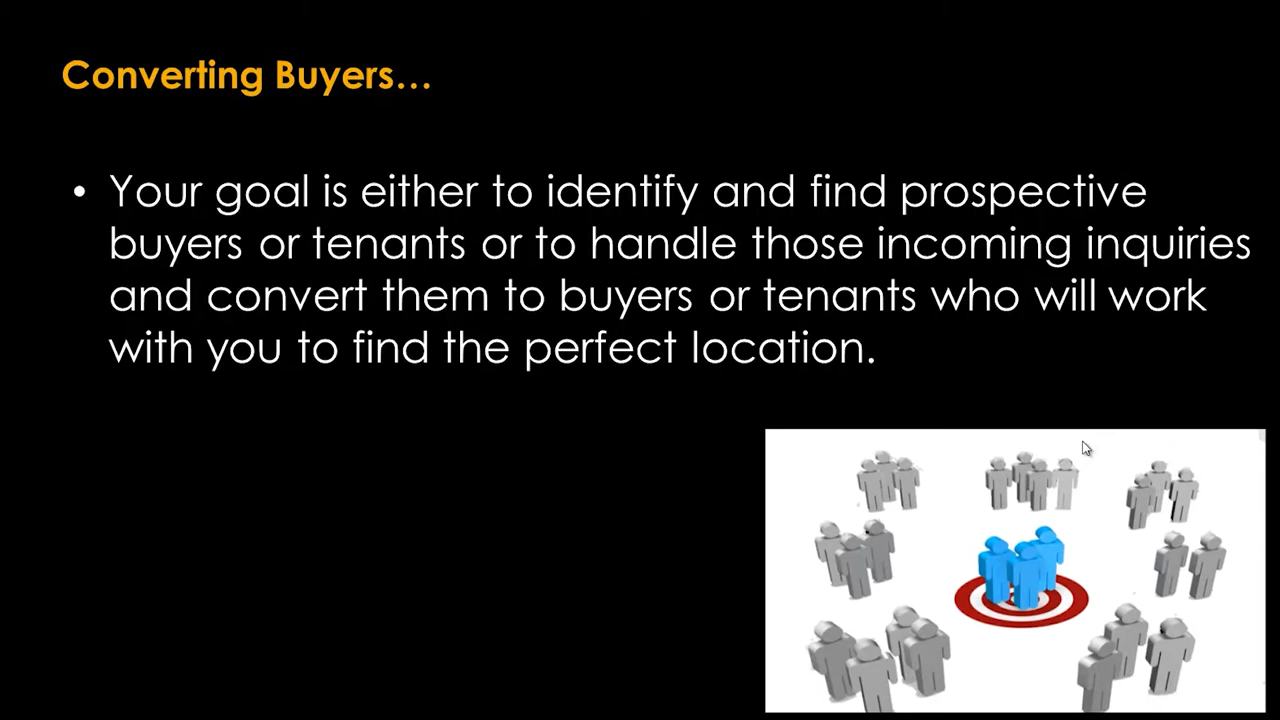 Converting Buyers...
• Your goal is either to identify and find prospective
buyers or tenants or to handle those incoming inquiries
and convert them to buyers or tenants who will work
with you to find the perfect location.